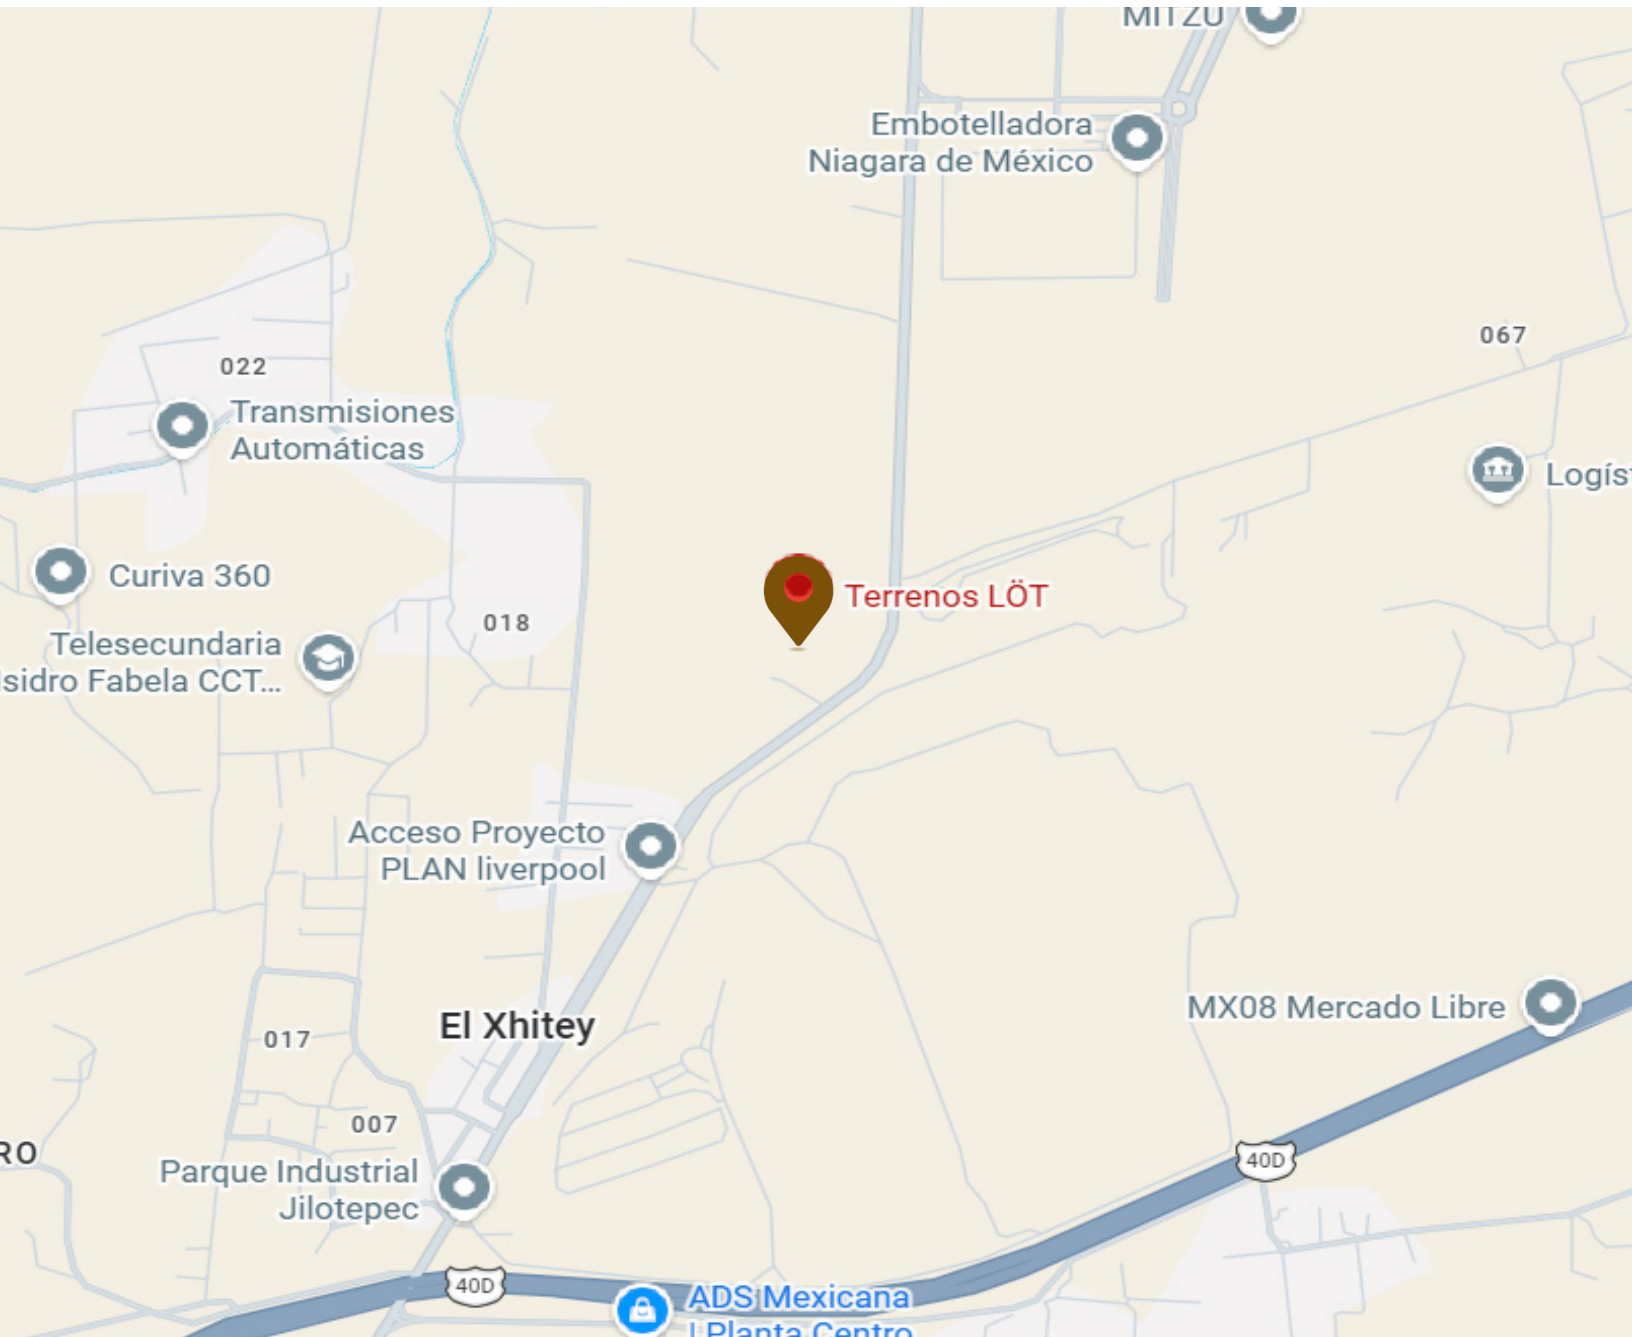 MITZU
Embotelladora
Niagara de México
067
022
Transmisiones
Automáticas
Logíst
Curiva 360
Terrenos LÖT
018
Telesecundaria
Isidro Fabela CCT...
Acceso Proyecto
PLAN liverpool
MX08 Mercado Libre
El Xhitey
017
007
RO
40D
Parque Industrial
Jilotepec
40D
ADS Mexicana
| Planta Centro